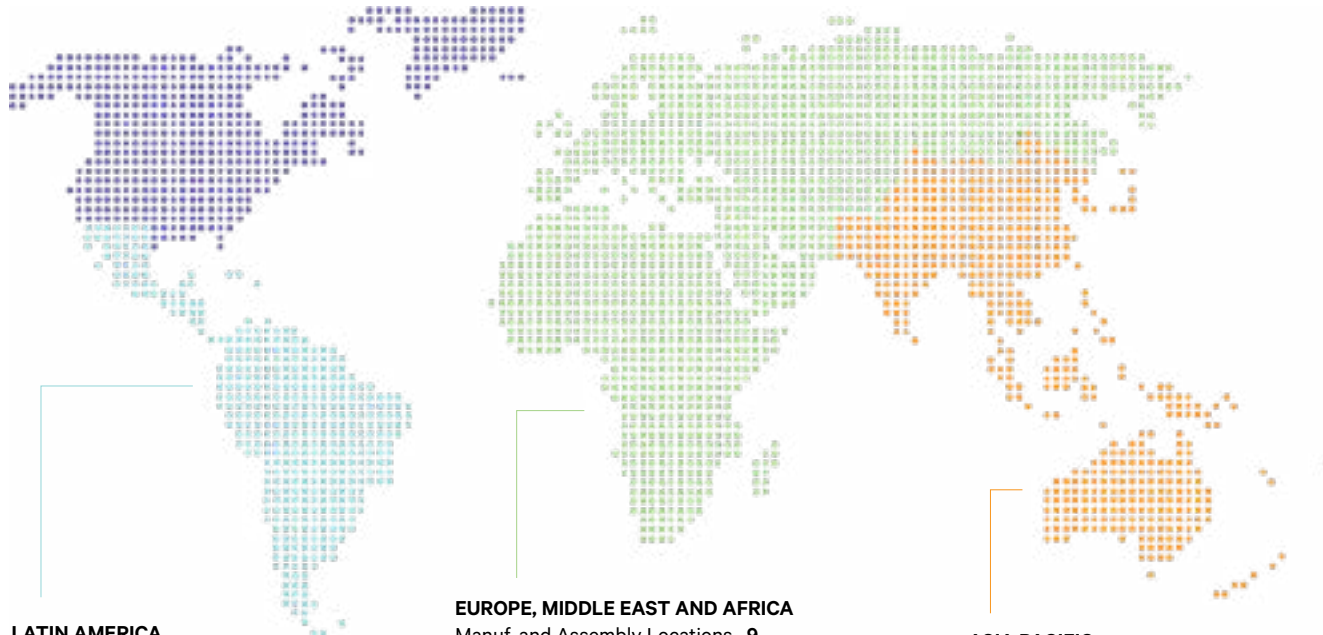 EUROPE, MIDDLE EAST AND AFRICA
Manuf. and Assembly Locations 9
LATIN AMERICA
ASIA PACIFIC